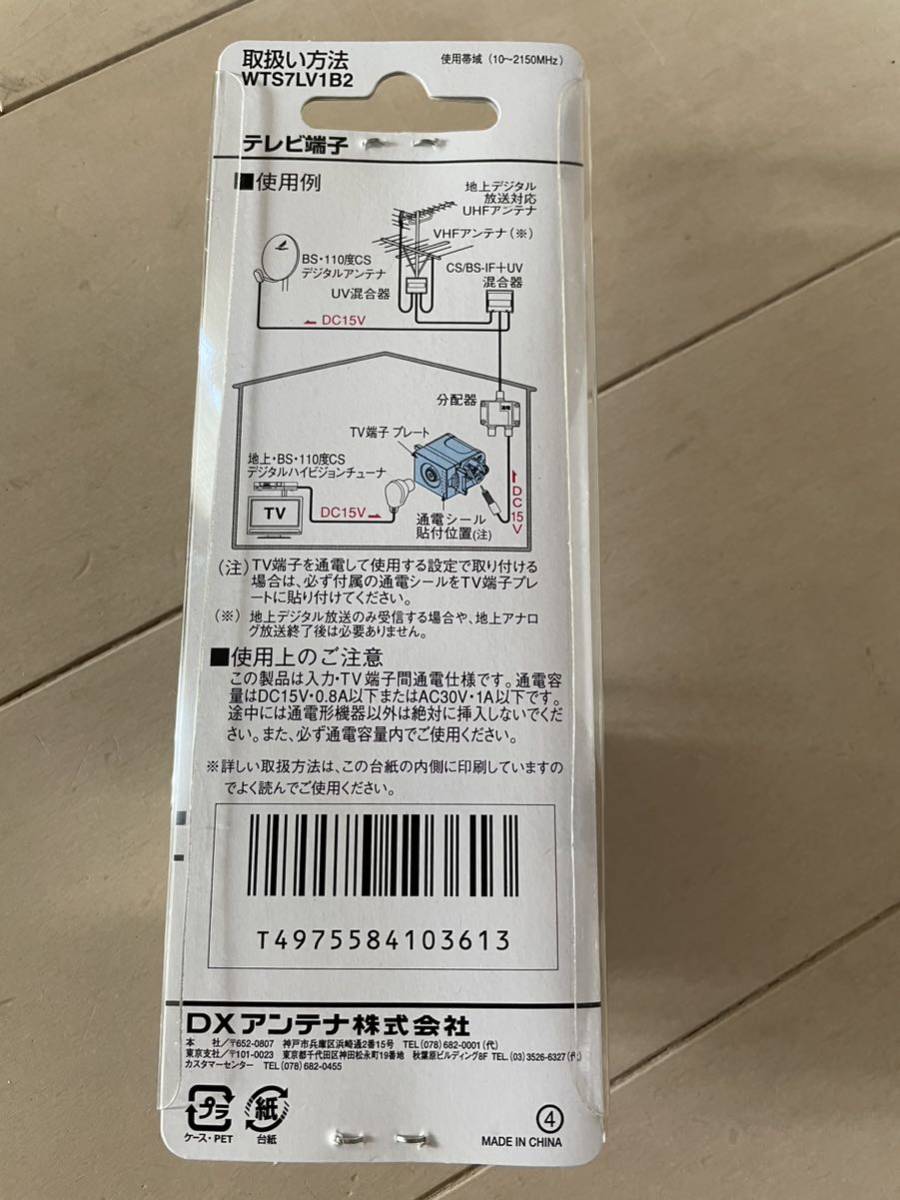 取扱い方法
使用帯域（10〜2150MHz）
WTS7LV1B2
テレビ端子
■使用例
地上デジタル
放送対応
UHFアンテナ
VHFアンテナ（※）
BS・110度CS
デジタルアンテナ
CS/BS-IF＋UV
混合器
UV混合器
DC15V
分配器
TV端子 プレート
地上・BS・110度CS
デジタルハイビジョンチューナ
TV
DC15V
DC15V
通電シール
貼付位置(注)
（注）TV端子を通電して使用する設定で取り付ける
場合は、必ず付属の通電シールをTV端子プレ
ートに貼り付けてください。
（※）地上デジタル放送のみ受信する場合や、地上アナロ
グ放送終了後は必要ありません。
■使用上のご注意
この製品は入力・TV端子間通電仕様です。通電容
量はDC15V・0.8A以下またはAC30V・1A以下です。
途中には通電形機器以外は絶対に挿入しないでくだ
さい。また、必ず通電容量内でご使用ください。
※詳しい取扱方法は、この台紙の内側に印刷していますの
でよく読んでご使用ください。
T4975584103613
DXアンテナ株式会社
本 社／〒652-0807 神戸市兵庫区浜崎通2番15号 TEL(078)682-0001(代)
東京支社／〒101-0023 東京都千代田区神田松永町19番地 秋葉原ビルディング8F TEL.(03)3526-6327(代)
カスタマーセンター TEL(078)682-0455
プラ
紙
ケース・PET
台紙
④
MADE IN CHINA